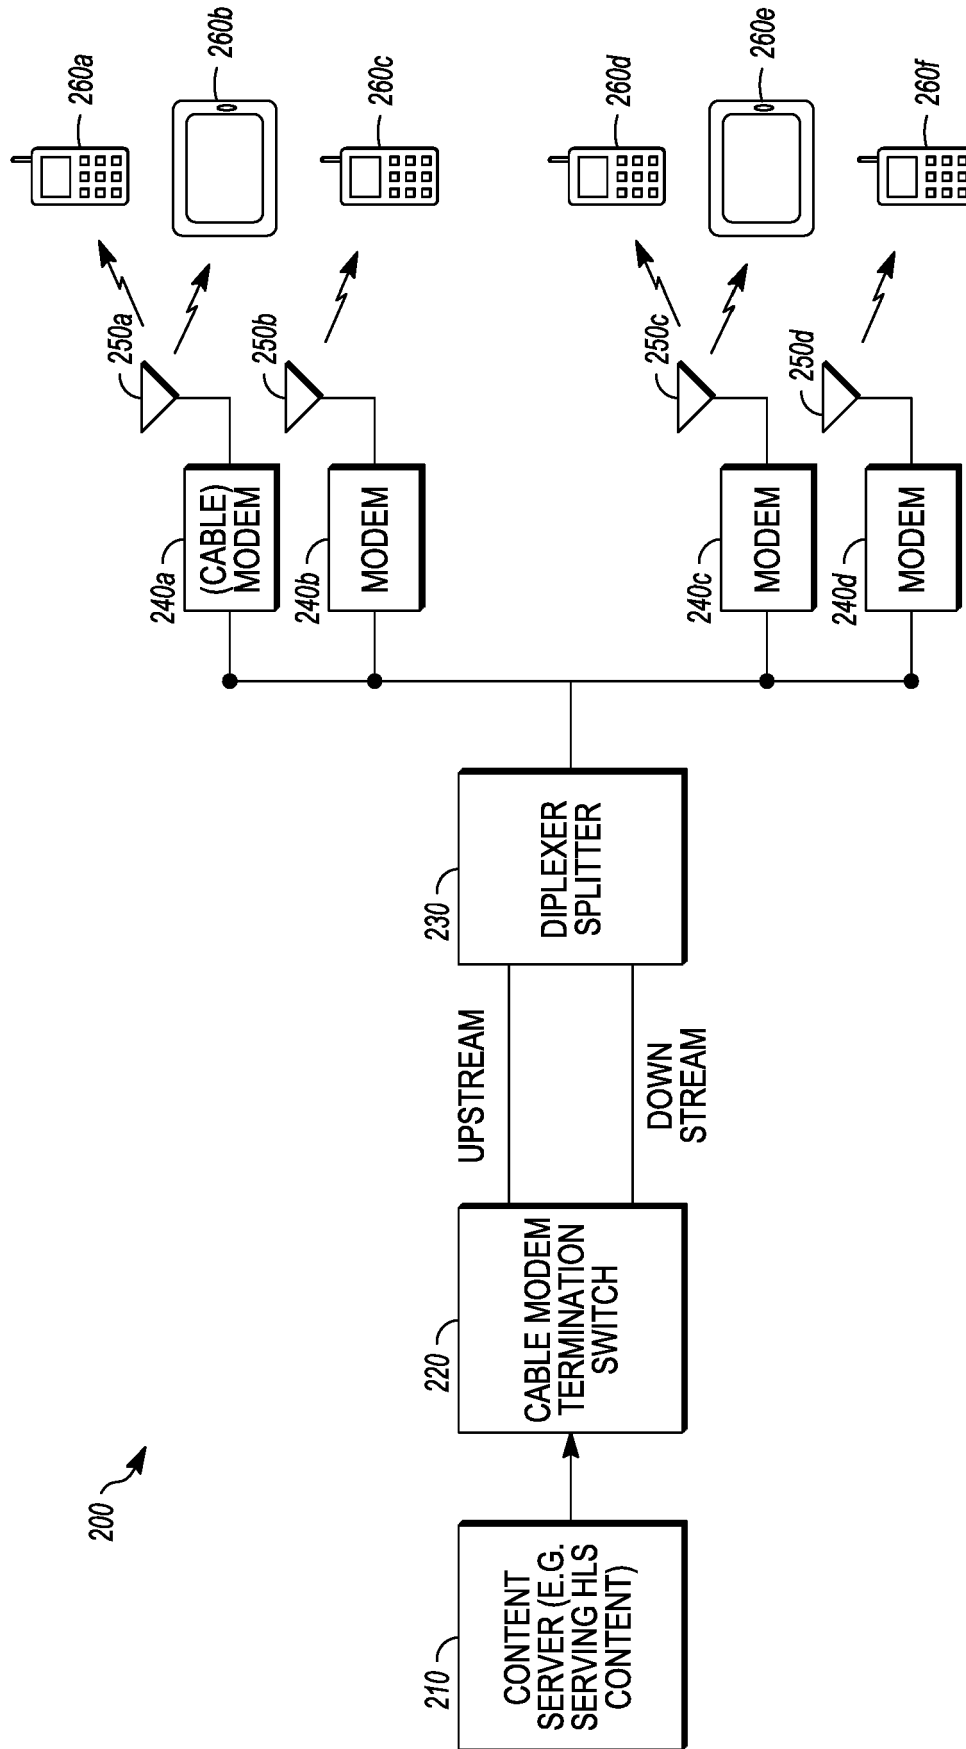 200
210
CONTENT
SERVER (E.G.
SERVING HLS
CONTENT)
220
CABLE MODEM
TERMINATION
SWITCH
UPSTREAM
DOWN
STREAM
230
DIPLEXER
SPLITTER
240a
(CABLE)
MODEM
240b
MODEM
240c
MODEM
240d
MODEM
250a
250b
250c
250d
260a
260b
260c
260d
260e
260f